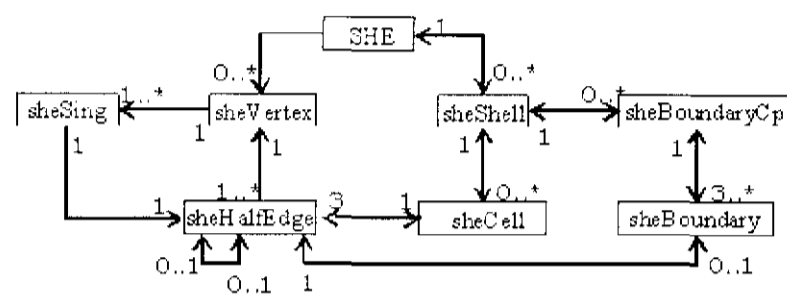 SHE 1
0..* 0..*
1..* 0..*
sheSing sheVertex sheShell sheBoundaryCp
1 1 1 1 1 1
1 1..* 3 1 0..* 3..*
sheHalfEdge sheCell sheBoundary
0..1 0..1 1 0..1